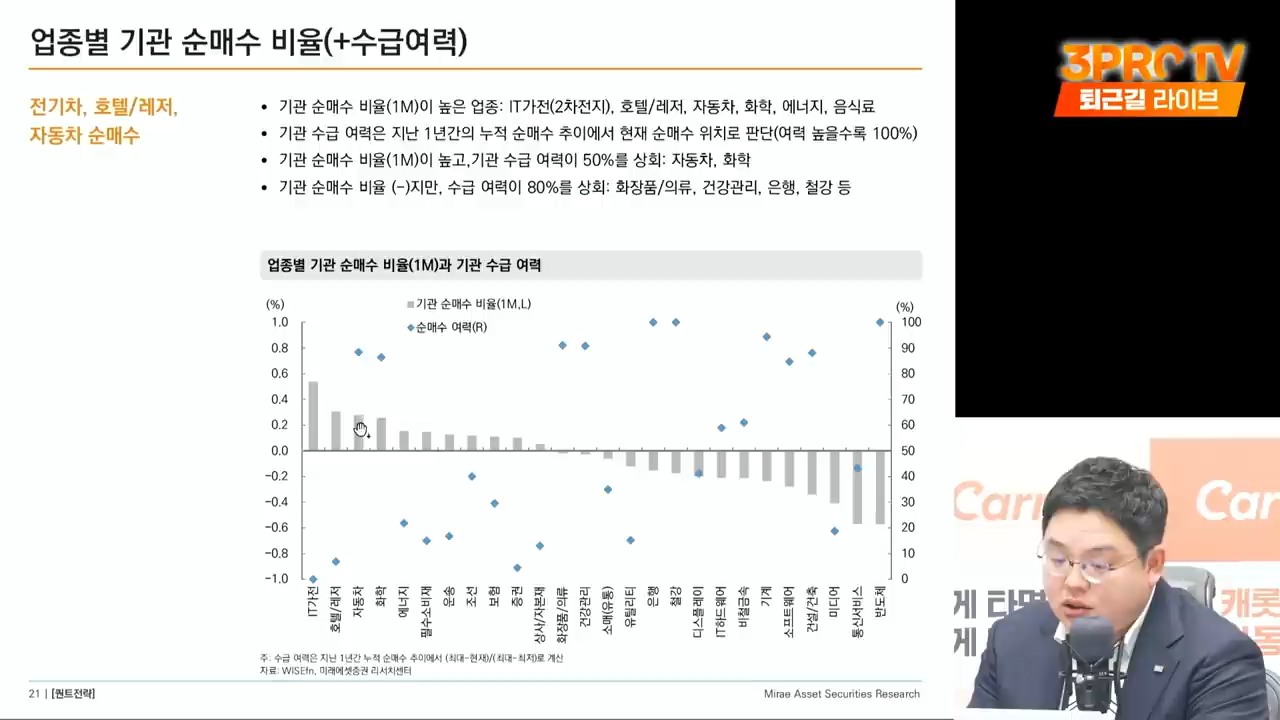 업종별 기관 순매수 비율(+수급여력)
전기차, 호텔/레저,
자동차 순매수
• 기관 순매수 비율(1M)이 높은 업종: IT가전(2차전지), 호텔/레저, 자동차, 화학, 에너지, 음식료
• 기관 수급 여력은 지난 1년간의 누적 순매수 추이에서 현재 순매수 위치로 판단(여력 높을수록 100%)
• 기관 순매수 비율(1M)이 높고,기관 수급 여력이 50%를 상회: 자동차, 화학
• 기관 순매수 비율 (-)지만, 수급 여력이 80%를 상회: 화장품/의류, 건강관리, 은행, 철강 등
업종별 기관 순매수 비율(1M)과 기관 수급 여력
(%)
기관 순매수 비율(1M,L)
순매수 여력(R)
(%)
1.0
0.8
0.6
0.4
0.2
0.0
-0.2
-0.4
-0.6
-0.8
-1.0
100
90
80
70
60
50
40
30
20
10
0
IT가전
호텔/레저
자동차
화학
에너지
필수소비재
운송
조선
보험
증권
상사/자본재
화장품/의류
건강관리
소매(유통)
유틸리티
은행
철강
디스플레이
IT하드웨어
비철금속
기계
소프트웨어
건설/건축
미디어
통신서비스
반도체
주: 수급 여력은 지난 1년간 누적 순매수 추이에서 (최대-현재)/(최대-최저)로 계산
자료: WISEfn, 미래에셋증권 리서치센터
21 | [퀀트전략]
Mirae Asset Securities Research
3PRO TV
퇴근길 라이브
Carr
Car
게 타면
캐롯
게
동